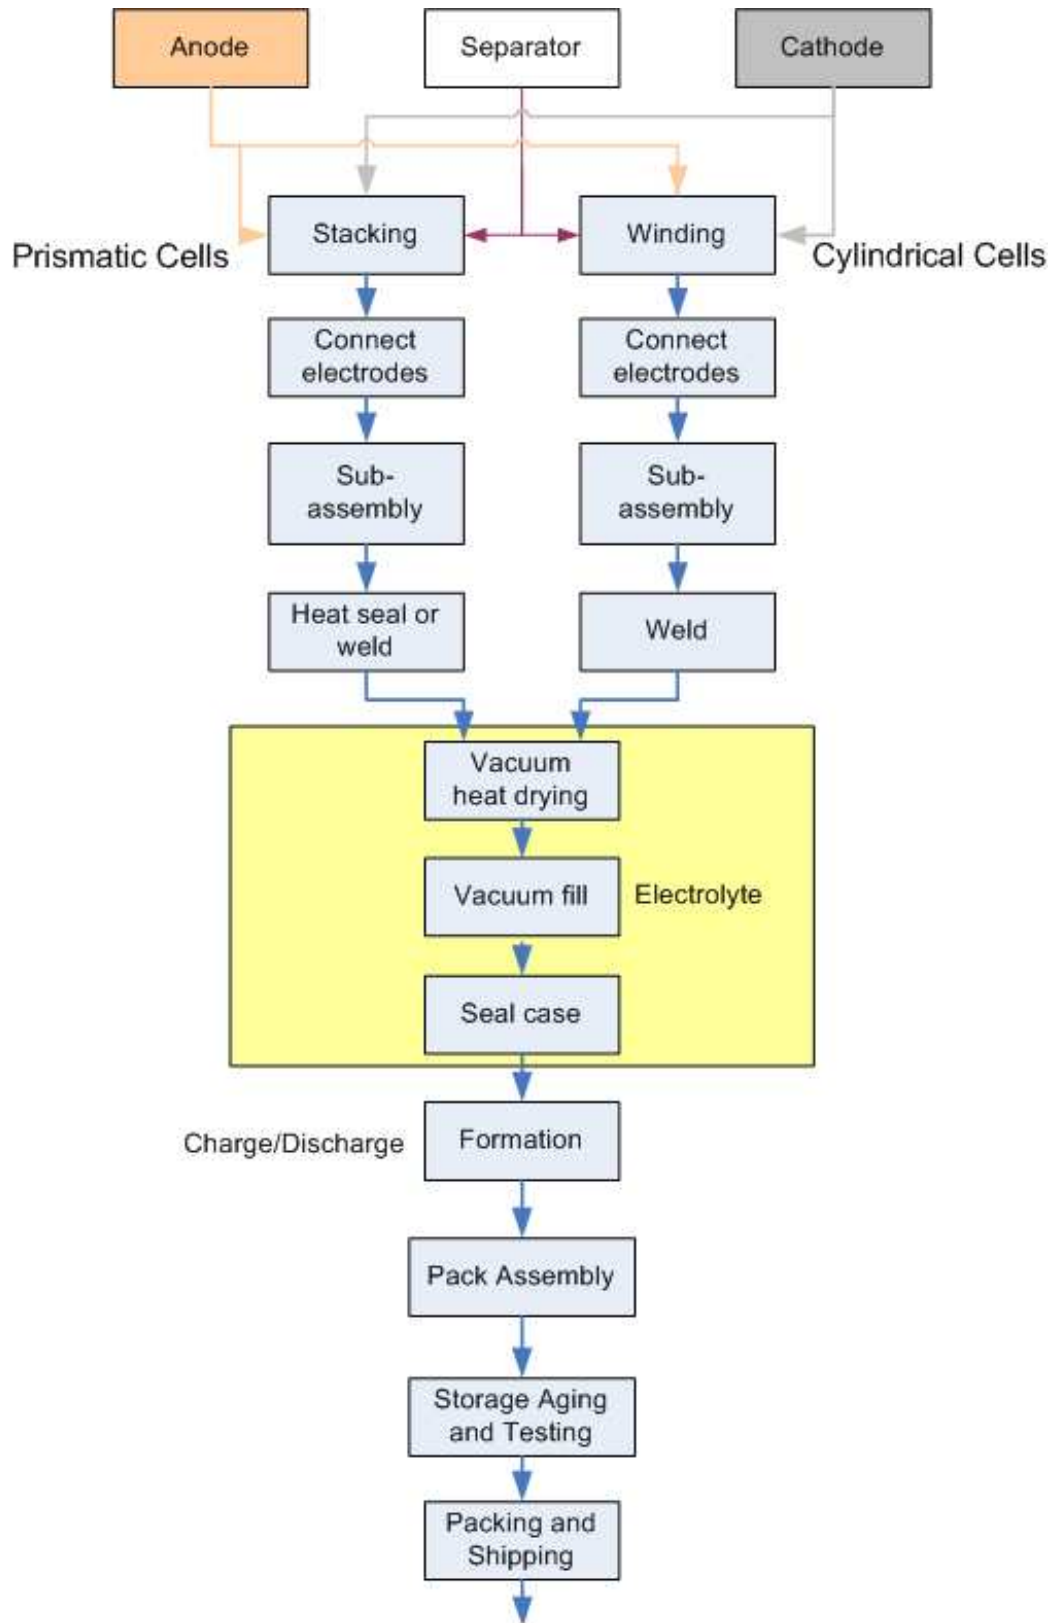 Anode
Separator
Cathode
Stacking
Winding
Prismatic Cells
Cylindrical Cells
Connect
electrodes
Connect
electrodes
Sub-
assembly
Sub-
assembly
Heat seal or
weld
Weld
Vacuum
heat drying
Vacuum fill
Electrolyte
Seal case
Charge/Discharge
Formation
Pack Assembly
Storage Aging
and Testing
Packing and
Shipping